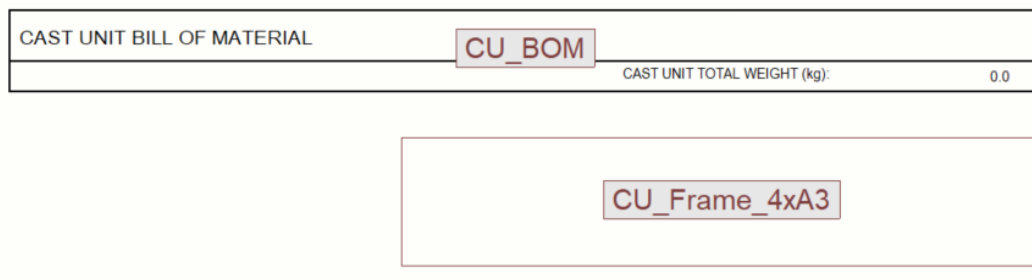 CAST UNIT BILL OF MATERIAL
CU_BOM
CAST UNIT TOTAL WEIGHT (kg): 0.0
CU_Frame_4xA3